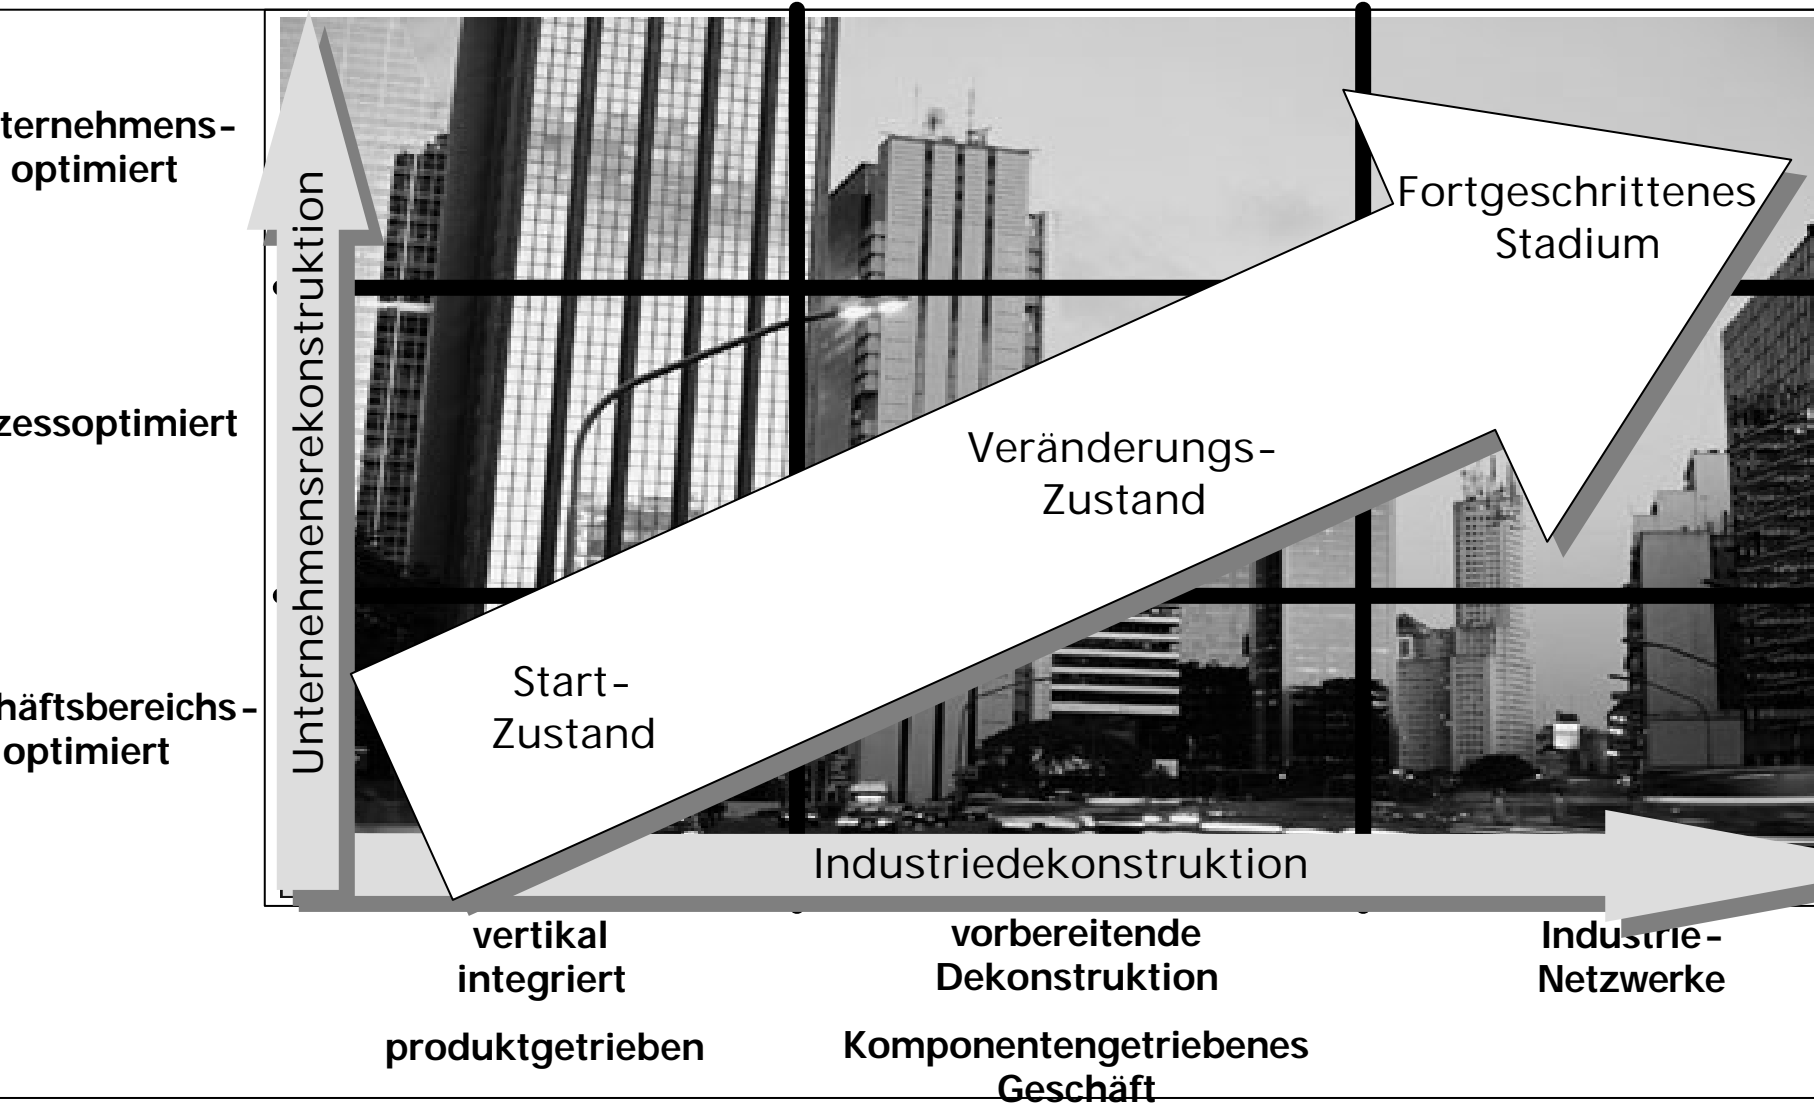 ternehmens-
optimiert
zessoptimiert
häftsbereichs-
optimiert
Unternehmensrekonstruktion
Fortgeschrittenes
Stadium
Veränderungs-
Zustand
Start-
Zustand
Industriedekonstruktion
vertikal
integriert
produktgetrieben
vorbereitende
Dekonstruktion
Komponentengetriebenes
Geschäft
Industrie-
Netzwerke